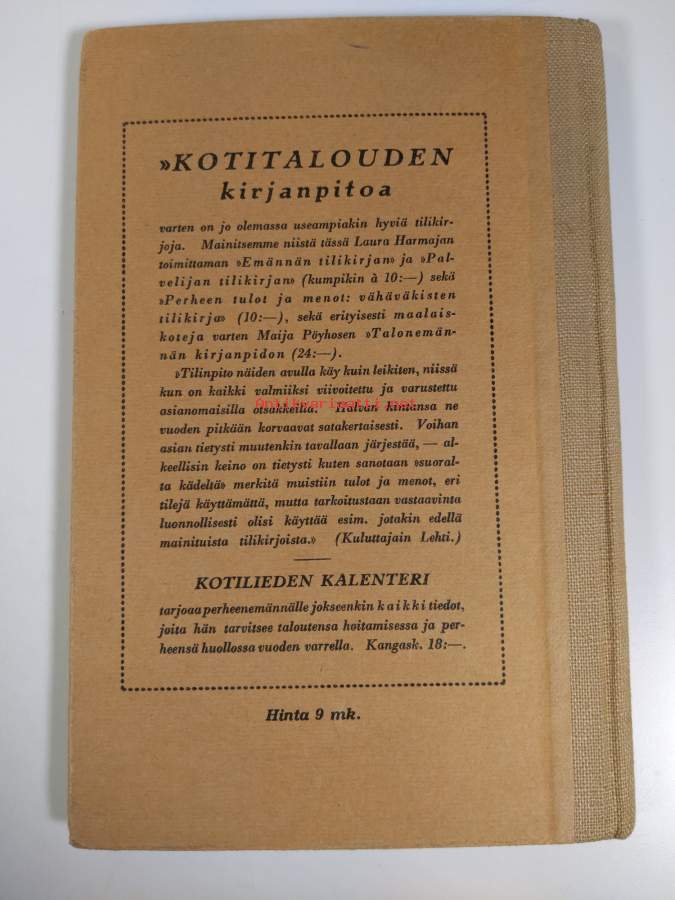 »KOTITALOUDEN
kirjanpitoa
varten on jo olemassa useampiakin hyviä tilikir-
joja. Mainitsemme niistä tässä Laura Harmajan
toimittaman »Emännän tilikirjan» ja »Pal-
velijan tilikirjan» (kumpikin à 10:—) sekä
»Perheen tulot ja menot: vähäväkisten
tilikirja» (10:—), sekä erityisesti maalais-
koteja varten Maija Pöyhosen »Talonemän-
nän kirjanpidon (24:—).
»Tilinpito näiden avulla käy kuin leikiten, niissä
kun on kaikki valmiiksi viivoitettu ja varustettu
asianomaisilla otsakkeilla. Halvan hintansa ne
Antikvariaatti.net
vuoden pitkään korvaavat satakertaisesti. Voihan
asian tietysti muutenkin tavallaan järjestää, — al-
keellisin keino on tietysti kuten sanotaan »suoral-
ta kädeltä» merkitä muistiin tulot ja menot, eri
tilejä käyttämättä, mutta tarkoitustaan vastaavinta
luonnollisesti olisi käyttää esim. jotakin edellä
mainituista tilikirjoista.» (Kuluttajain Lehti.)
KOTILIEDEN KALENTERI
tarjoaa perheenemännälle jokseenkin kaikki tiedot,
joita hän tarvitsee taloutensa hoitamisessa ja per-
heensä huollossa vuoden varrella. Kangask. 18:—.
Hinta 9 mk.